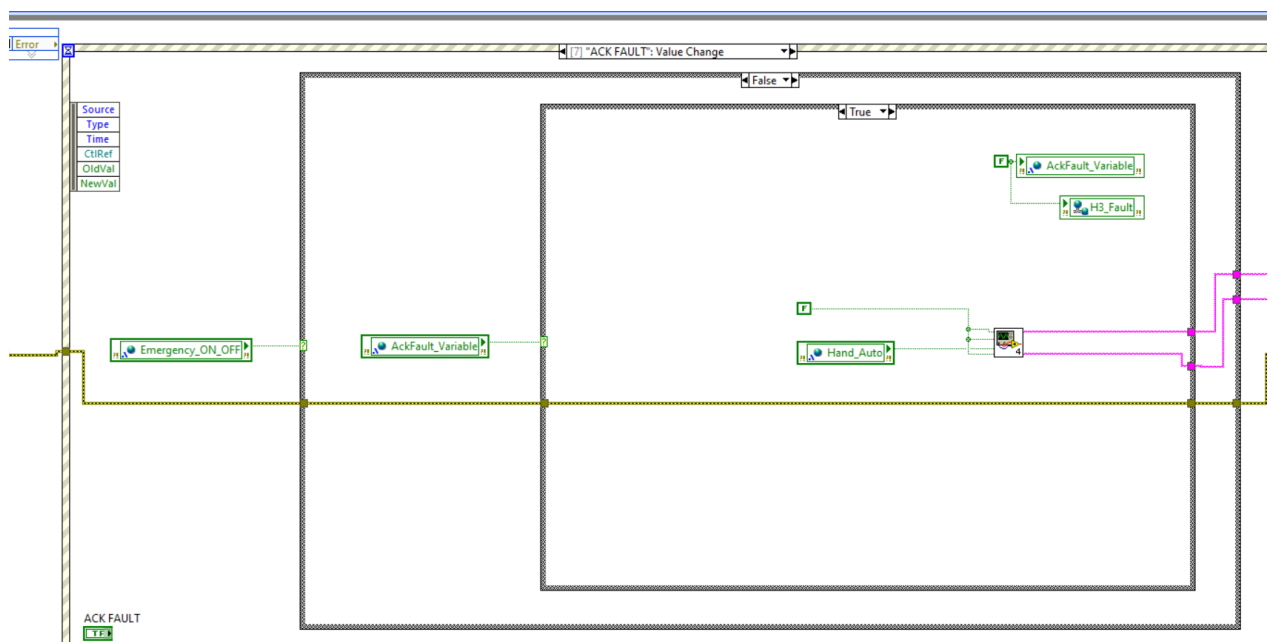 Error
[7] "ACK FAULT": Value Change
False
True
Source
Type
Time
CtlRef
OldVal
NewVal
F
AckFault_Variable
H3_Fault
F
Emergency_ON_OFF
AckFault_Variable
Hand_Auto
4
ACK FAULT
TF